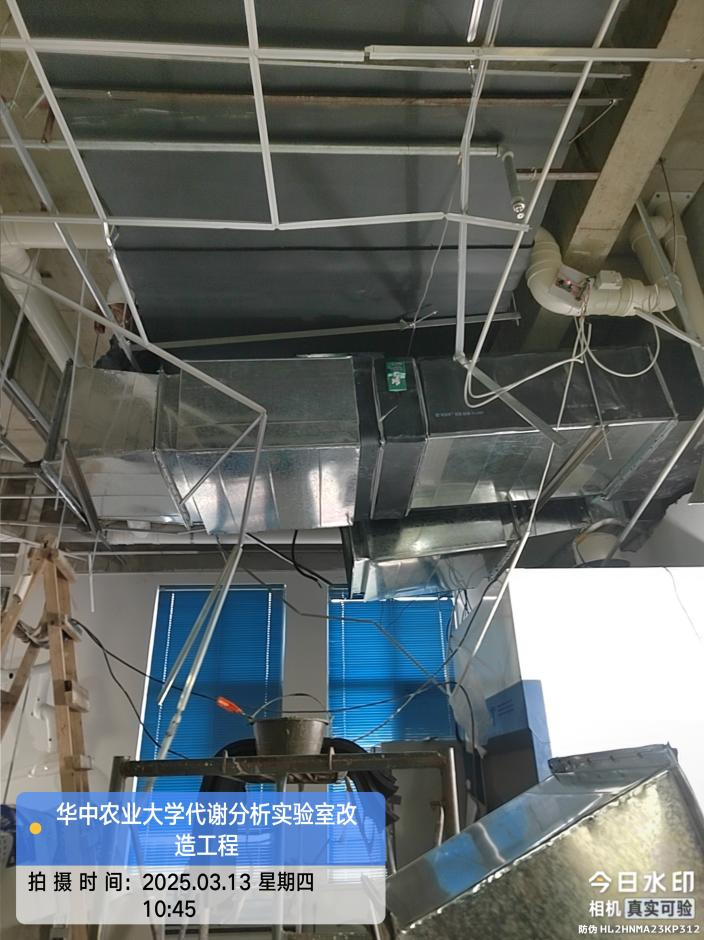 华中农业大学代谢分析实验室改
造工程
拍摄时间: 2025.03.13 星期四
10:45
今日水印
相机 真实可验
防伪 HL2HNMA23KP312